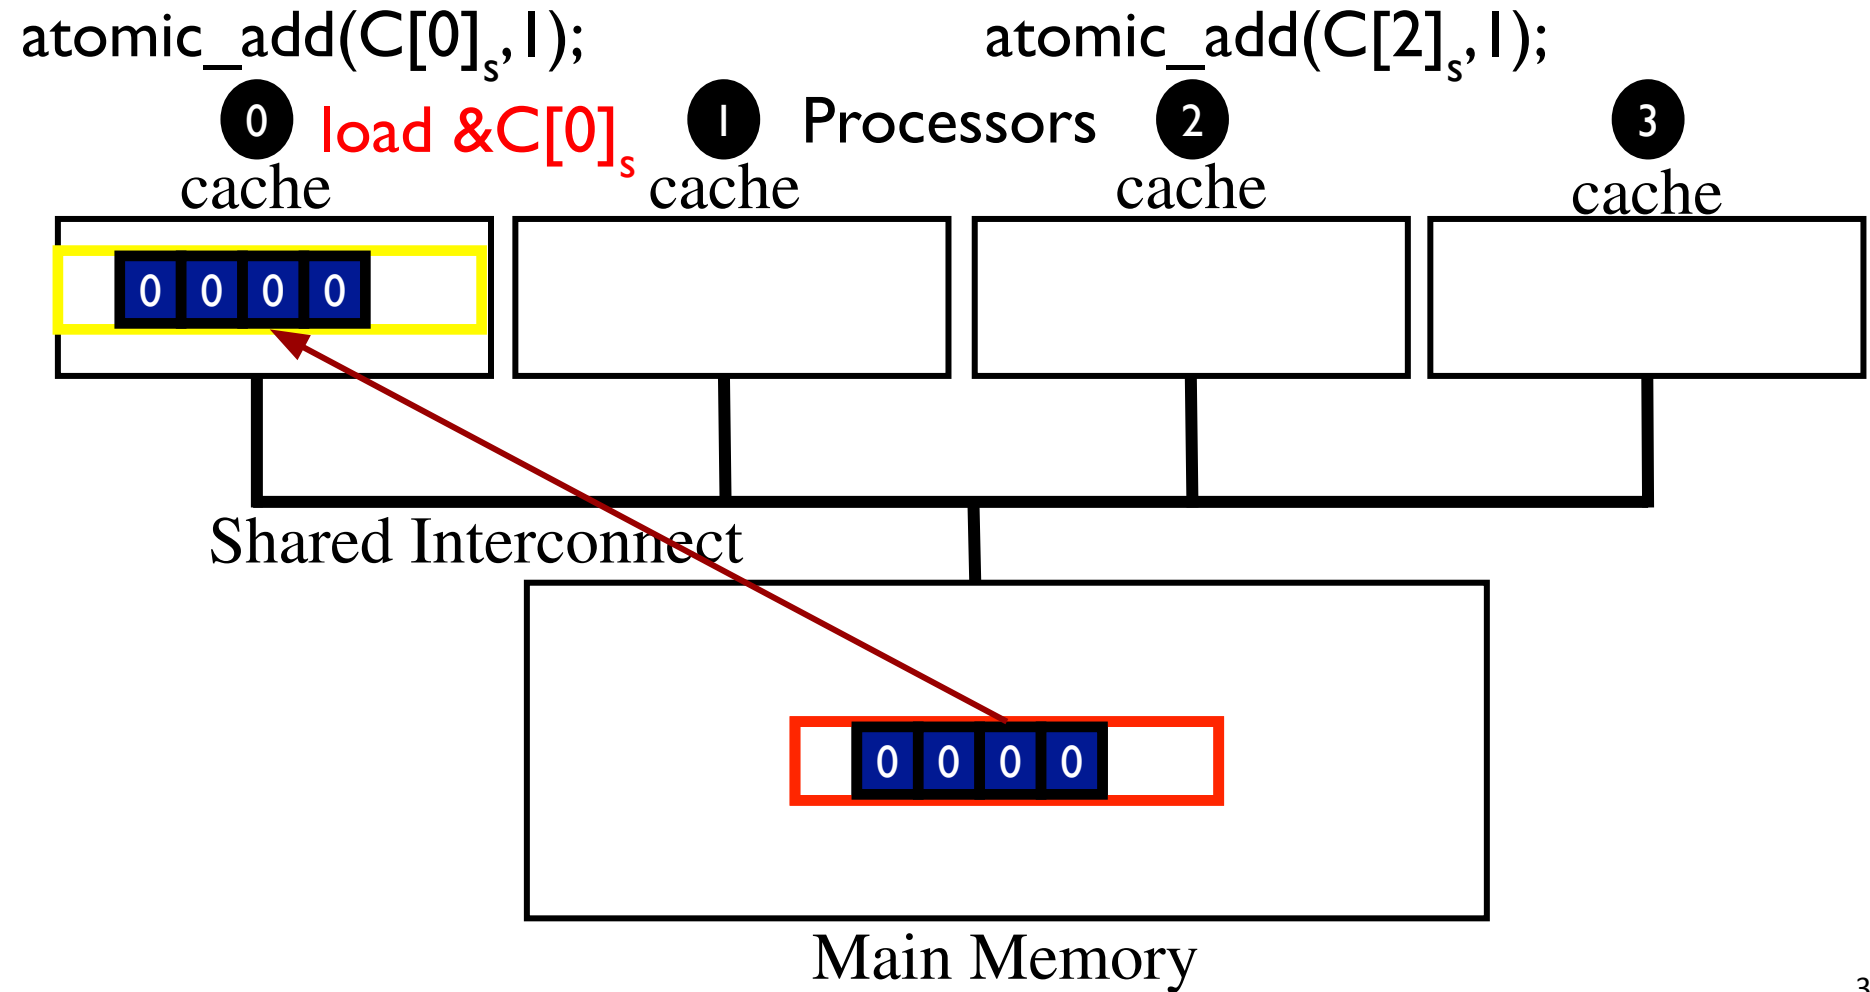 atomic_add(C[0]s,1); atomic_add(C[2]s,1);
0 load &C[0]s 1 Processors 2 3
cache cache cache cache
0 0 0 0
Shared Interconnect
0 0 0 0
Main Memory
3